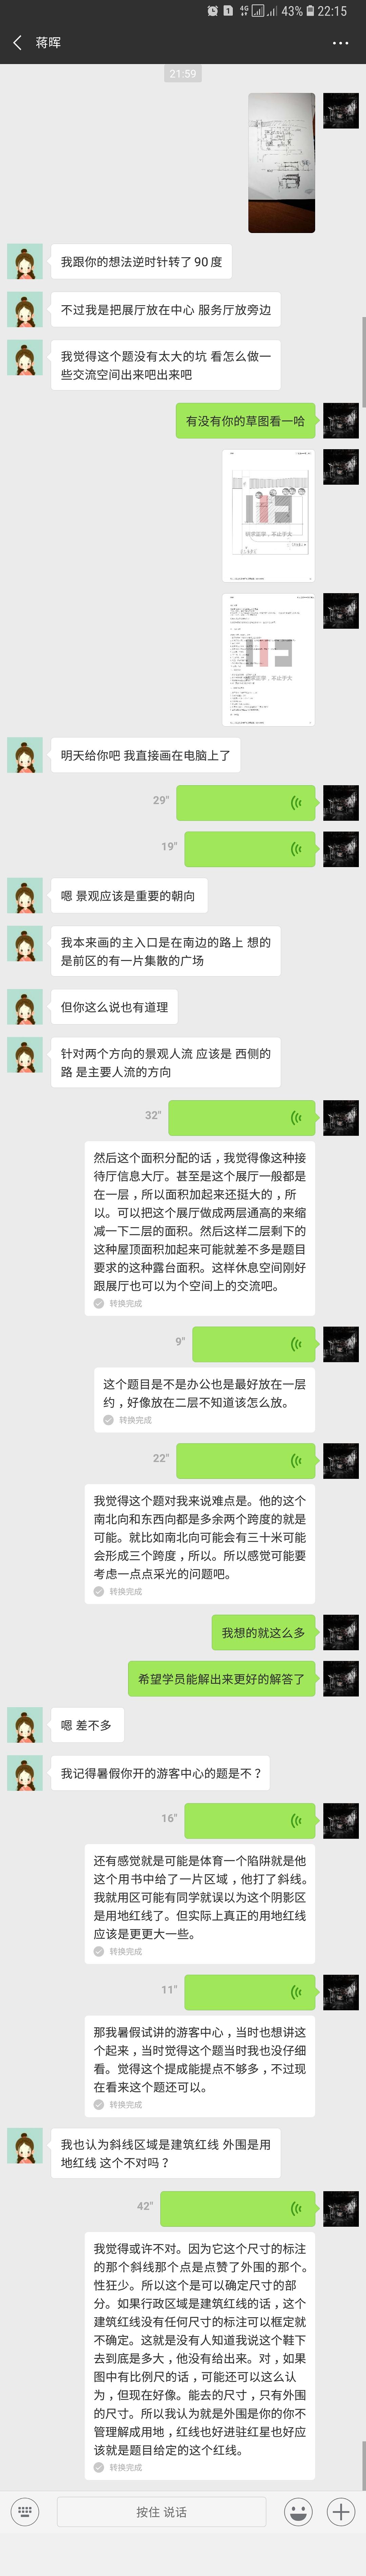 1
4G
43%
22:15
蒋晖
21:59
我跟你的想法逆时针转了90度
不过我是把展厅放在中心 服务厅放旁边
我觉得这个题没有太大的坑 看怎么做一
些交流空间出来吧出来吧
有没有你的草图看一哈
明天给你吧 我直接画在电脑上了
29"
19"
嗯 景观应该是重要的朝向
我本来画的主入口是在南边的路上 想的
是前区的有一片集散的广场
但你这么说也有道理
针对两个方向的景观人流 应该是 西侧的
路 是主要人流的方向
32"
然后这个面积分配的话，我觉得像这种接
待厅信息大厅。甚至是这个展厅一般都是
在一层，所以面积加起来还挺大的，所
以。可以把这个展厅做成两层通高的来缩
减一下二层的面积。然后这样二层剩下的
这种屋顶面积加起来可能就差不多是题目
要求的这种露台面积。这样休息空间刚好
跟展厅也可以为个空间上的交流吧。
转换完成
9"
这个题目是不是办公也是最好放在一层
约，好像放在二层不知道该怎么放。
转换完成
22"
我觉得这个题对我来说难点是。他的这个
南北向和东西向都是多余两个跨度的就是
可能。就比如南北向可能会有三十米可能
会形成三个跨度，所以。所以感觉可能要
考虑一点点采光的问题吧。
转换完成
我想的就这么多
希望学员能解出来更好的解答了
嗯 差不多
我记得暑假你开的游客中心的题是不？
16"
还有感觉就是可能是体育一个陷阱就是他
这个用书中给了一片区域，他打了斜线。
我就用区可能有同学就误以为这个阴影区
是用地红线了。但实际上真正的用地红线
应该是更更大一些。
转换完成
11"
那我暑假试讲的游客中心，当时也想讲这
个起来，当时觉得这个题当时我也没仔细
看。觉得这个提成能提点不够多，不过现
在看来这个题还可以。
转换完成
我也认为斜线区域是建筑红线 外围是用
地红线 这个不对吗？
42"
我觉得或许不对。因为它这个尺寸的标注
的那个斜线那个点是点赞了外围的那个。
性狂少。所以这个是可以确定尺寸的部
分。如果行政区域是建筑红线的话，这个
建筑红线没有任何尺寸的标注可以框定就
不确定。这就是没有人知道我说这个鞋下
去到底是多大，他没有给出来。对，如果
图中有比例尺的话，可能还可以这么认
为，但现在好像。能去的尺寸，只有外围
的尺寸。所以我认为就是外围是你的你不
管理解成用地，红线也好进驻红星也好应
该就是题目给定的这个红线。
转换完成
按住 说话